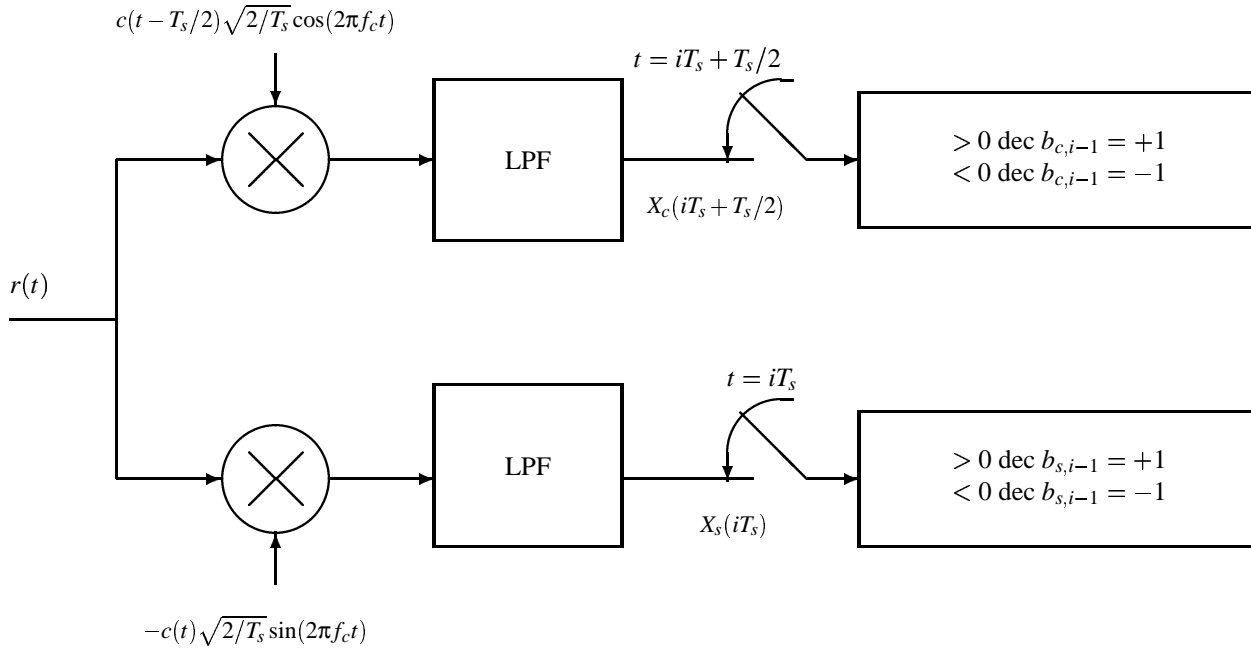 c(t − T_s/2)√2/T_s cos(2πf_c t)
t = iT_s + T_s/2
LPF
> 0 dec b_{c,i−1} = +1
< 0 dec b_{c,i−1} = −1
X_c(iT_s + T_s/2)
r(t)
t = iT_s
LPF
> 0 dec b_{s,i−1} = +1
< 0 dec b_{s,i−1} = −1
X_s(iT_s)
−c(t)√2/T_s sin(2πf_c t)